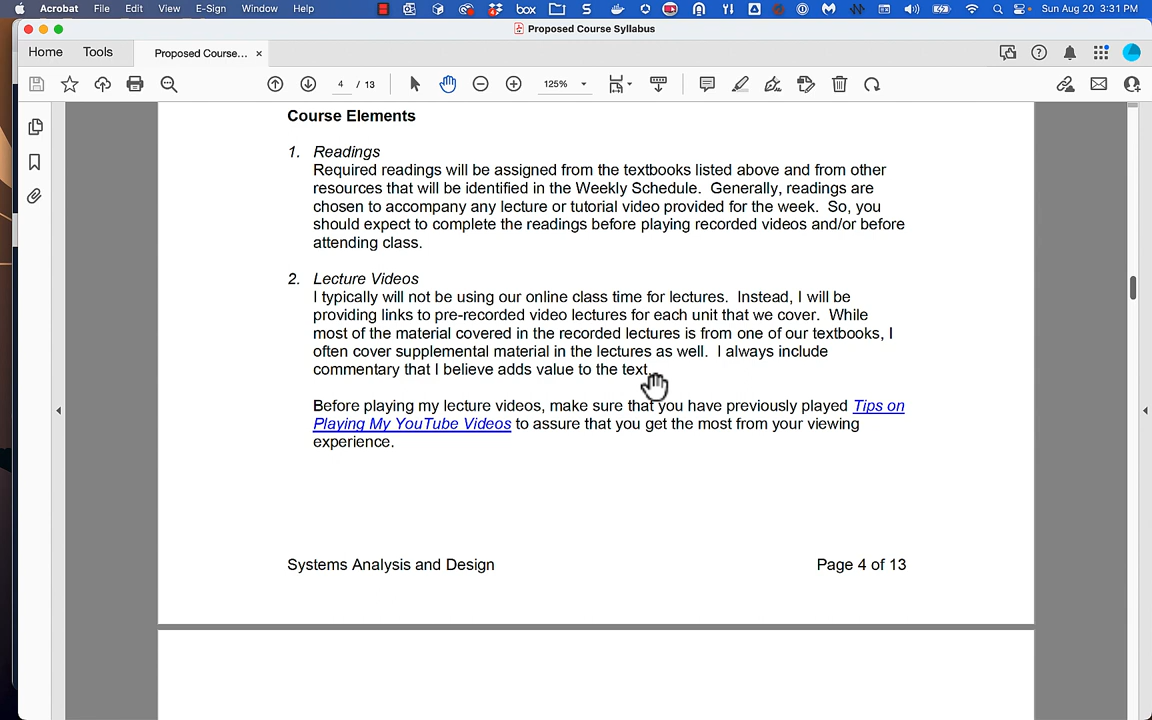 Acrobat File Edit View E-Sign Window Help box S Sun Aug 20 3:31 PM
Proposed Course Syllabus
Home Tools Proposed Course... ×
4 / 13 125%
Course Elements
1. Readings
Required readings will be assigned from the textbooks listed above and from other
resources that will be identified in the Weekly Schedule. Generally, readings are
chosen to accompany any lecture or tutorial video provided for the week. So, you
should expect to complete the readings before playing recorded videos and/or before
attending class.
2. Lecture Videos
I typically will not be using our online class time for lectures. Instead, I will be
providing links to pre-recorded video lectures for each unit that we cover. While
most of the material covered in the recorded lectures is from one of our textbooks, I
often cover supplemental material in the lectures as well. I always include
commentary that I believe adds value to the text.
Before playing my lecture videos, make sure that you have previously played Tips on
Playing My YouTube Videos to assure that you get the most from your viewing
experience.
Systems Analysis and Design Page 4 of 13